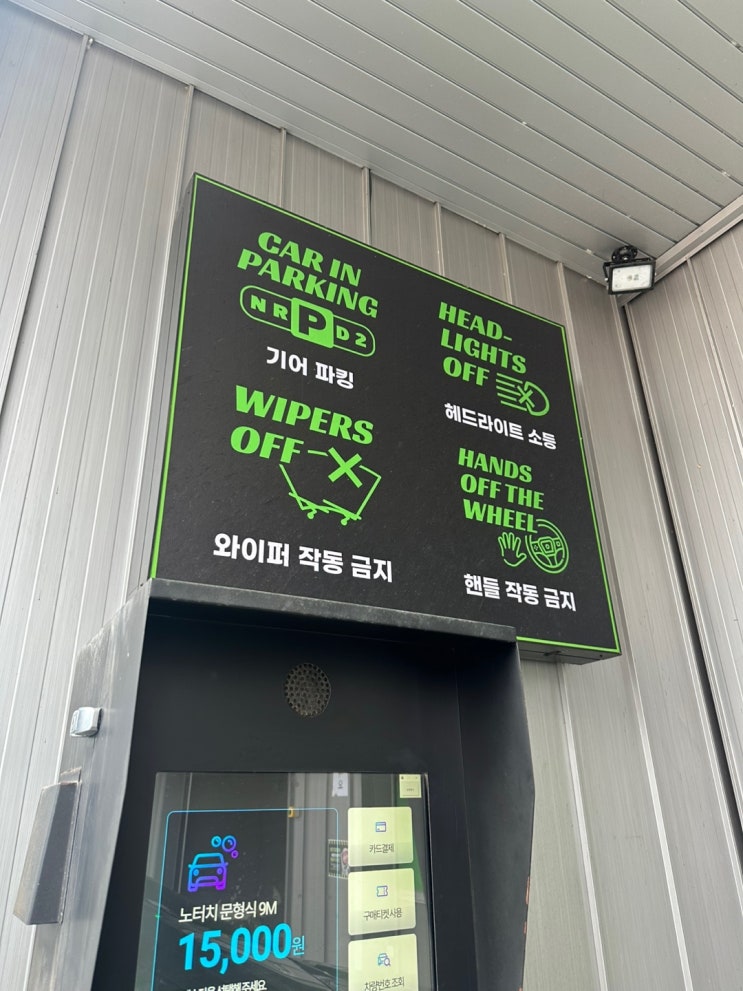 CAR IN
PARKING
N R P D 2
기어 파킹
HEAD-
LIGHTS
OFF
헤드라이트 소등
WIPERS
OFF
와이퍼 작동 금지
HANDS
OFF THE
WHEEL
핸들 작동 금지
노터치 문형식 9M
15,000원
카드결제
구매티켓사용
차량번호 조회